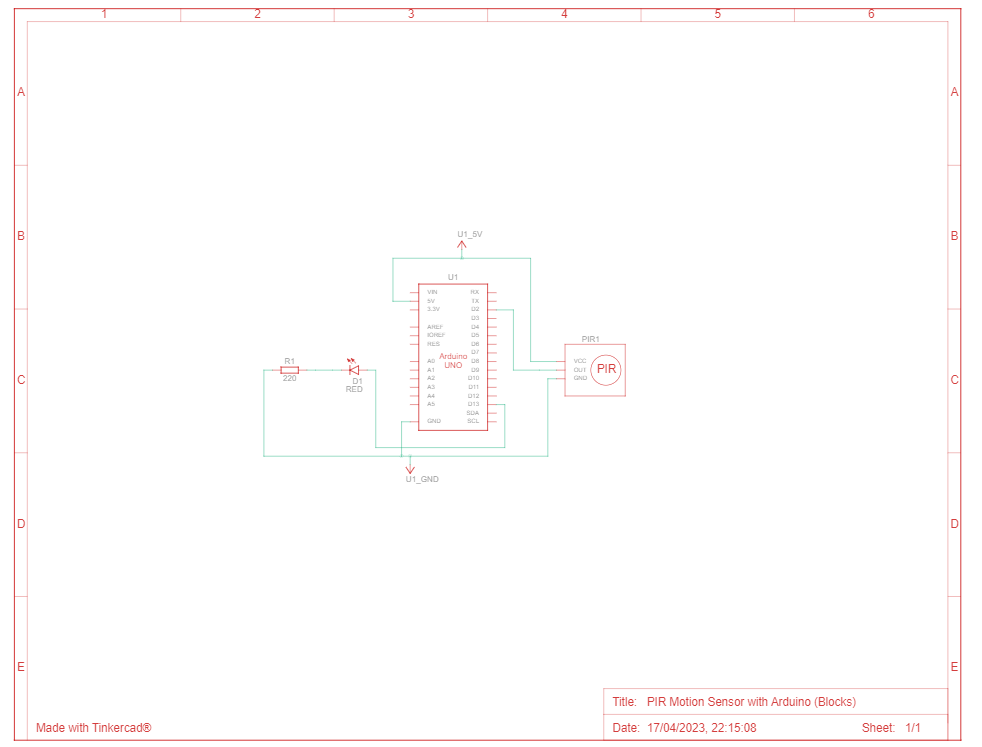 1 2 3 4 5 6
A A
B B
U1_5V
U1
VIN RX
5V TX
3.3V D2
D3
AREF D4
IOREF D5
RES D6
D7
A0 D8
A1 D9
A2 D10
A3 D11
A4 D12
A5 D13
SDA
GND SCL
Arduino
UNO
PIR1
VCC
OUT
GND
PIR
R1
220
D1
RED
C C
U1_GND
D D
E E
Title: PIR Motion Sensor with Arduino (Blocks)
Made with Tinkercad®
Date: 17/04/2023, 22:15:08 Sheet: 1/1